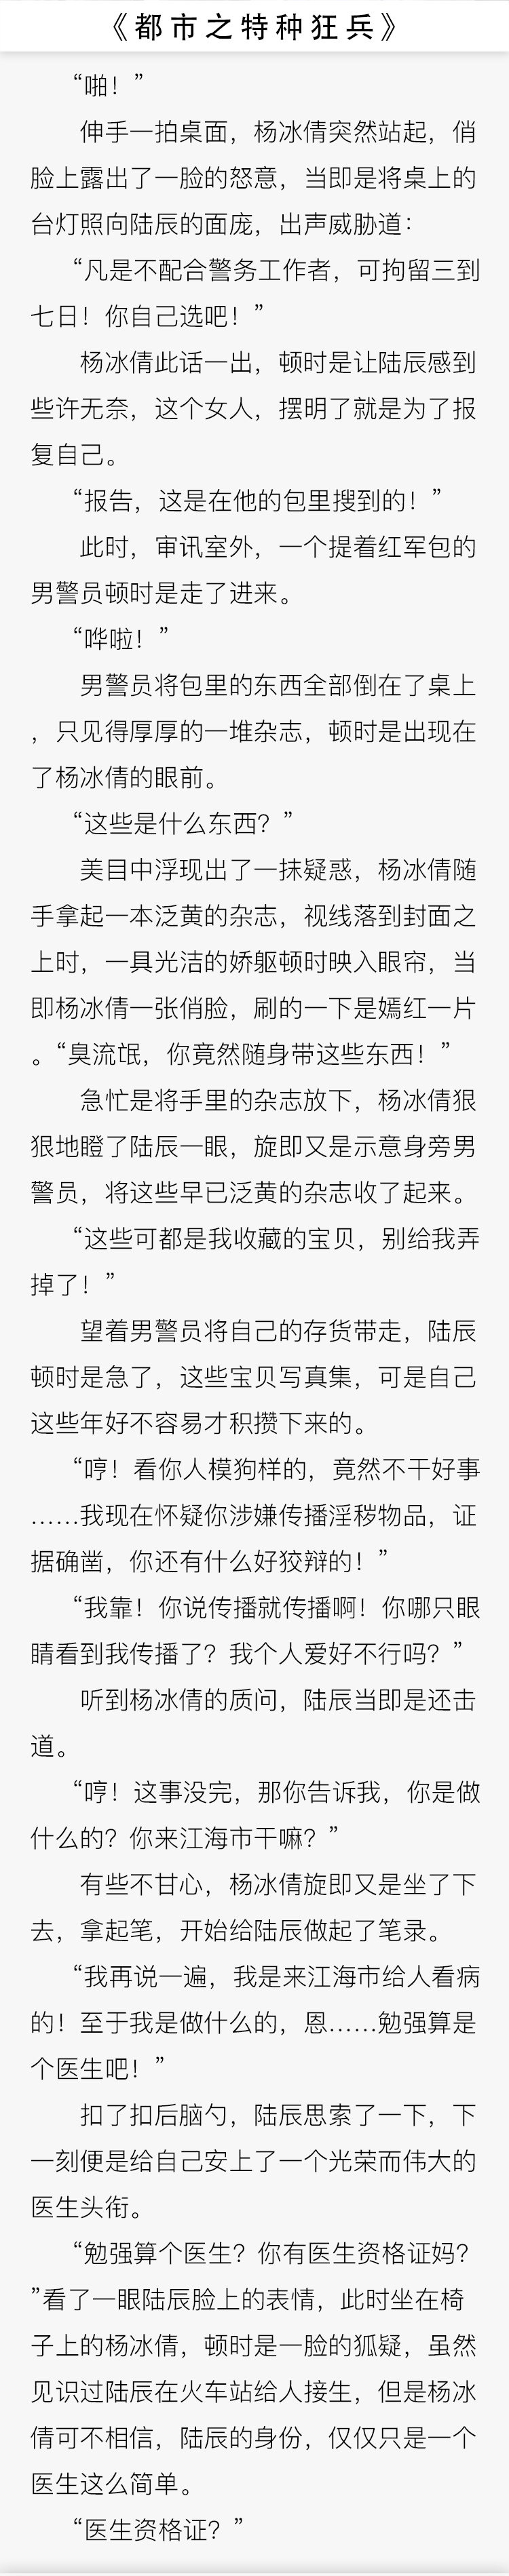 《都市之特种狂兵》
“啪！”
伸手一拍桌面，杨冰倩突然站起，俏
脸上露出了一脸的怒意，当即是将桌上的
台灯照向陆辰的面庞，出声威胁道：
“凡是不配合警务工作者，可拘留三到
七日！你自己选吧！”
杨冰倩此话一出，顿时是让陆辰感到
些许无奈，这个女人，摆明了就是为了报
复自己。
“报告，这是在他的包里搜到的！”
此时，审讯室外，一个提着红军包的
男警员顿时是走了进来。
“哗啦！”
男警员将包里的东西全部倒在了桌上
，只见得厚厚的一堆杂志，顿时是出现在
了杨冰倩的眼前。
“这些是什么东西？”
美目中浮现出了一抹疑惑，杨冰倩随
手拿起一本泛黄的杂志，视线落到封面之
上时，一具光洁的娇躯顿时映入眼帘，当
即杨冰倩一张俏脸，刷的一下是嫣红一片
。“臭流氓，你竟然随身带这些东西！”
急忙是将手里的杂志放下，杨冰倩狠
狠地瞪了陆辰一眼，旋即又是示意身旁男
警员，将这些早已泛黄的杂志收了起来。
“这些可都是我收藏的宝贝，别给我弄
掉了！”
望着男警员将自己的存货带走，陆辰
顿时是急了，这些宝贝写真集，可是自己
这些年好不容易才积攒下来的。
“哼！看你人模狗样的，竟然不干好事
……我现在怀疑你涉嫌传播淫秽物品，证
据确凿，你还有什么好狡辩的！”
“我靠！你说传播就传播啊！你哪只眼
睛看到我传播了？我个人爱好不行吗？”
听到杨冰倩的质问，陆辰当即是还击
道。
“哼！这事没完，那你告诉我，你是做
什么的？你来江海市干嘛？”
有些不甘心，杨冰倩旋即又是坐了下
去，拿起笔，开始给陆辰做起了笔录。
“我再说一遍，我是来江海市给人看病
的！至于我是做什么的，恩……勉强算是
个医生吧！”
扣了扣后脑勺，陆辰思索了一下，下
一刻便是给自己安上了一个光荣而伟大的
医生头衔。
“勉强算个医生？你有医生资格证妈？
”看了一眼陆辰脸上的表情，此时坐在椅
子上的杨冰倩，顿时是一脸的狐疑，虽然
见识过陆辰在火车站给人接生，但是杨冰
倩可不相信，陆辰的身份，仅仅只是一个
医生这么简单。
“医生资格证？”